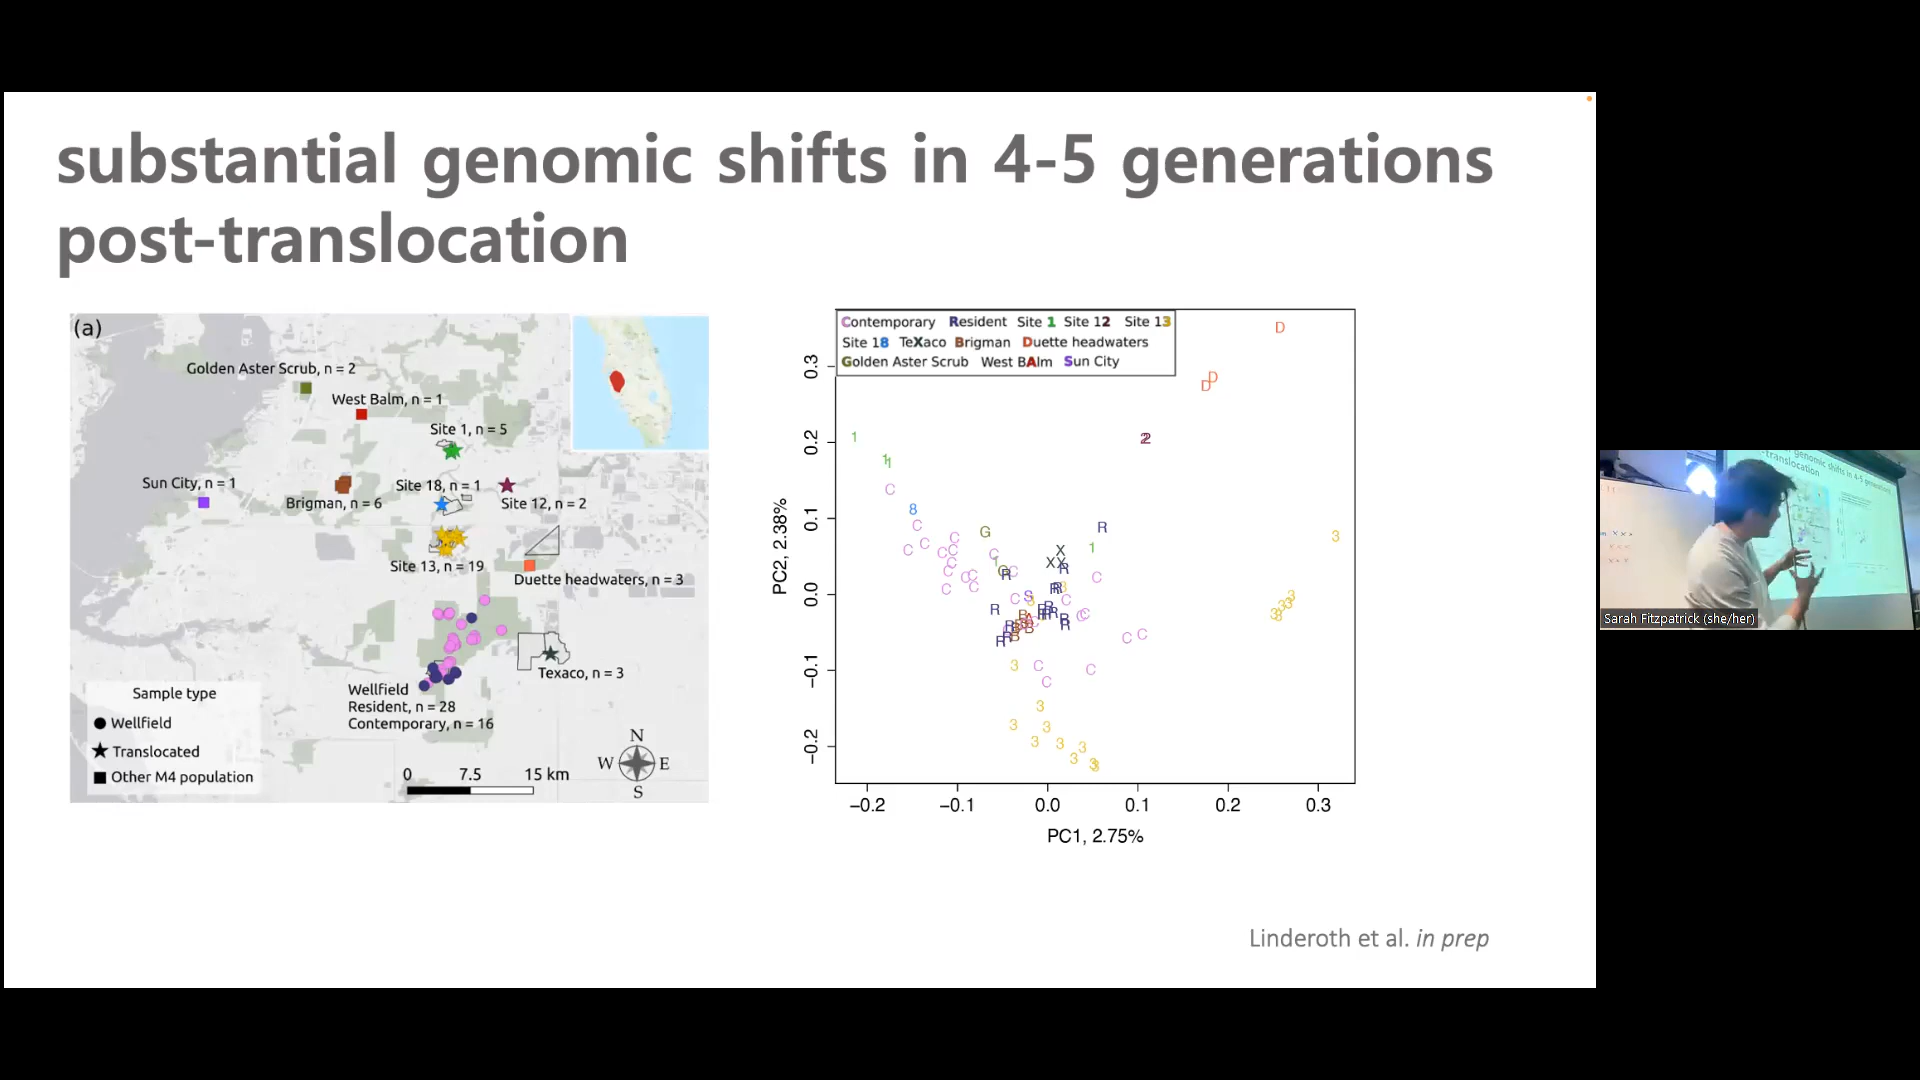 substantial genomic shifts in 4-5 generations
post-translocation
(a)
Golden Aster Scrub, n = 2
West Balm, n = 1
Site 1, n = 5
Sun City, n = 1
Site 18, n = 1
Brigman, n = 6
Site 12, n = 2
Site 13, n = 19
Duette headwaters, n = 3
Texaco, n = 3
Wellfield
Resident, n = 28
Contemporary, n = 16
Sample type
Wellfield
Translocated
Other M4 population
0 7.5 15 km
N
W E
S
Contemporary Resident Site 1 Site 12 Site 13
Site 18 TeXaco Brigman Duette headwaters
Golden Aster Scrub West BAlm Sun City
PC2, 2.38%
0.3
0.2
0.1
0.0
−0.1
−0.2
−0.2 −0.1 0.0 0.1 0.2 0.3
PC1, 2.75%
Linderoth et al. in prep
Sarah Fitzpatrick (she/her)